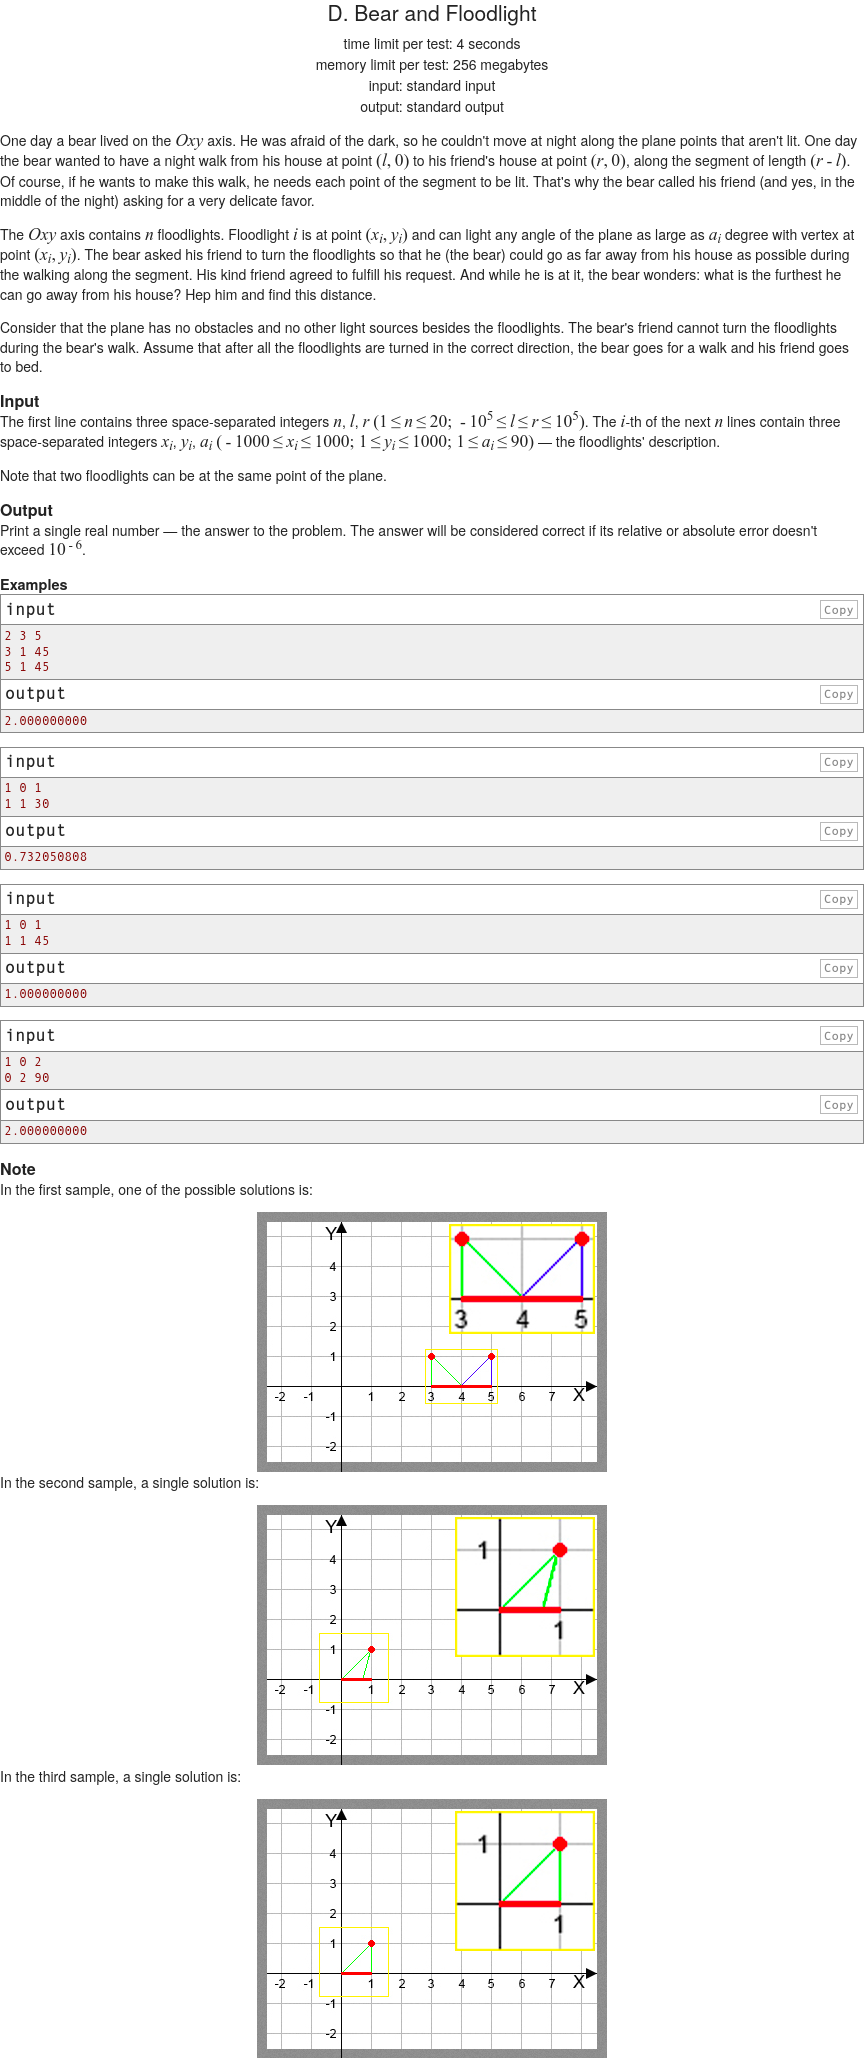 D. Bear and Floodlight
time limit per test: 4 seconds
memory limit per test: 256 megabytes
input: standard input
output: standard output
One day a bear lived on the Oxy axis. He was afraid of the dark, so he couldn't move at night along the plane points that aren't lit. One day
the bear wanted to have a night walk from his house at point (l, 0) to his friend's house at point (r, 0), along the segment of length (r - l).
Of course, if he wants to make this walk, he needs each point of the segment to be lit. That's why the bear called his friend (and yes, in the
middle of the night) asking for a very delicate favor.
The Oxy axis contains n floodlights. Floodlight i is at point (xi, yi) and can light any angle of the plane as large as ai degree with vertex at
point (xi, yi). The bear asked his friend to turn the floodlights so that he (the bear) could go as far away from his house as possible during
the walking along the segment. His kind friend agreed to fulfill his request. And while he is at it, the bear wonders: what is the furthest he
can go away from his house? Hep him and find this distance.
Consider that the plane has no obstacles and no other light sources besides the floodlights. The bear's friend cannot turn the floodlights
during the bear's walk. Assume that after all the floodlights are turned in the correct direction, the bear goes for a walk and his friend goes
to bed.
Input
The first line contains three space-separated integers n, l, r (1 ≤ n ≤ 20; - 10^5 ≤ l ≤ r ≤ 10^5). The i-th of the next n lines contain three
space-separated integers xi, yi, ai ( - 1000 ≤ xi ≤ 1000; 1 ≤ yi ≤ 1000; 1 ≤ ai ≤ 90) — the floodlights' description.
Note that two floodlights can be at the same point of the plane.
Output
Print a single real number — the answer to the problem. The answer will be considered correct if its relative or absolute error doesn't
exceed 10^- 6.
Examples
input Copy
2 3 5
3 1 45
5 1 45
output Copy
2.000000000
input Copy
1 0 1
1 1 30
output Copy
0.732050808
input Copy
1 0 1
1 1 45
output Copy
1.000000000
input Copy
1 0 2
0 2 90
output Copy
2.000000000
Note
In the first sample, one of the possible solutions is:
Y
4
3
2
1
-2 -1 1 2 3 4 5 6 7 X
-1
-2
3 4 5
In the second sample, a single solution is:
Y
4
3
2
1
-2 -1 1 2 3 4 5 6 7 X
-1
-2
1
1
In the third sample, a single solution is:
Y
4
3
2
1
-2 -1 1 2 3 4 5 6 7 X
-1
-2
1
1